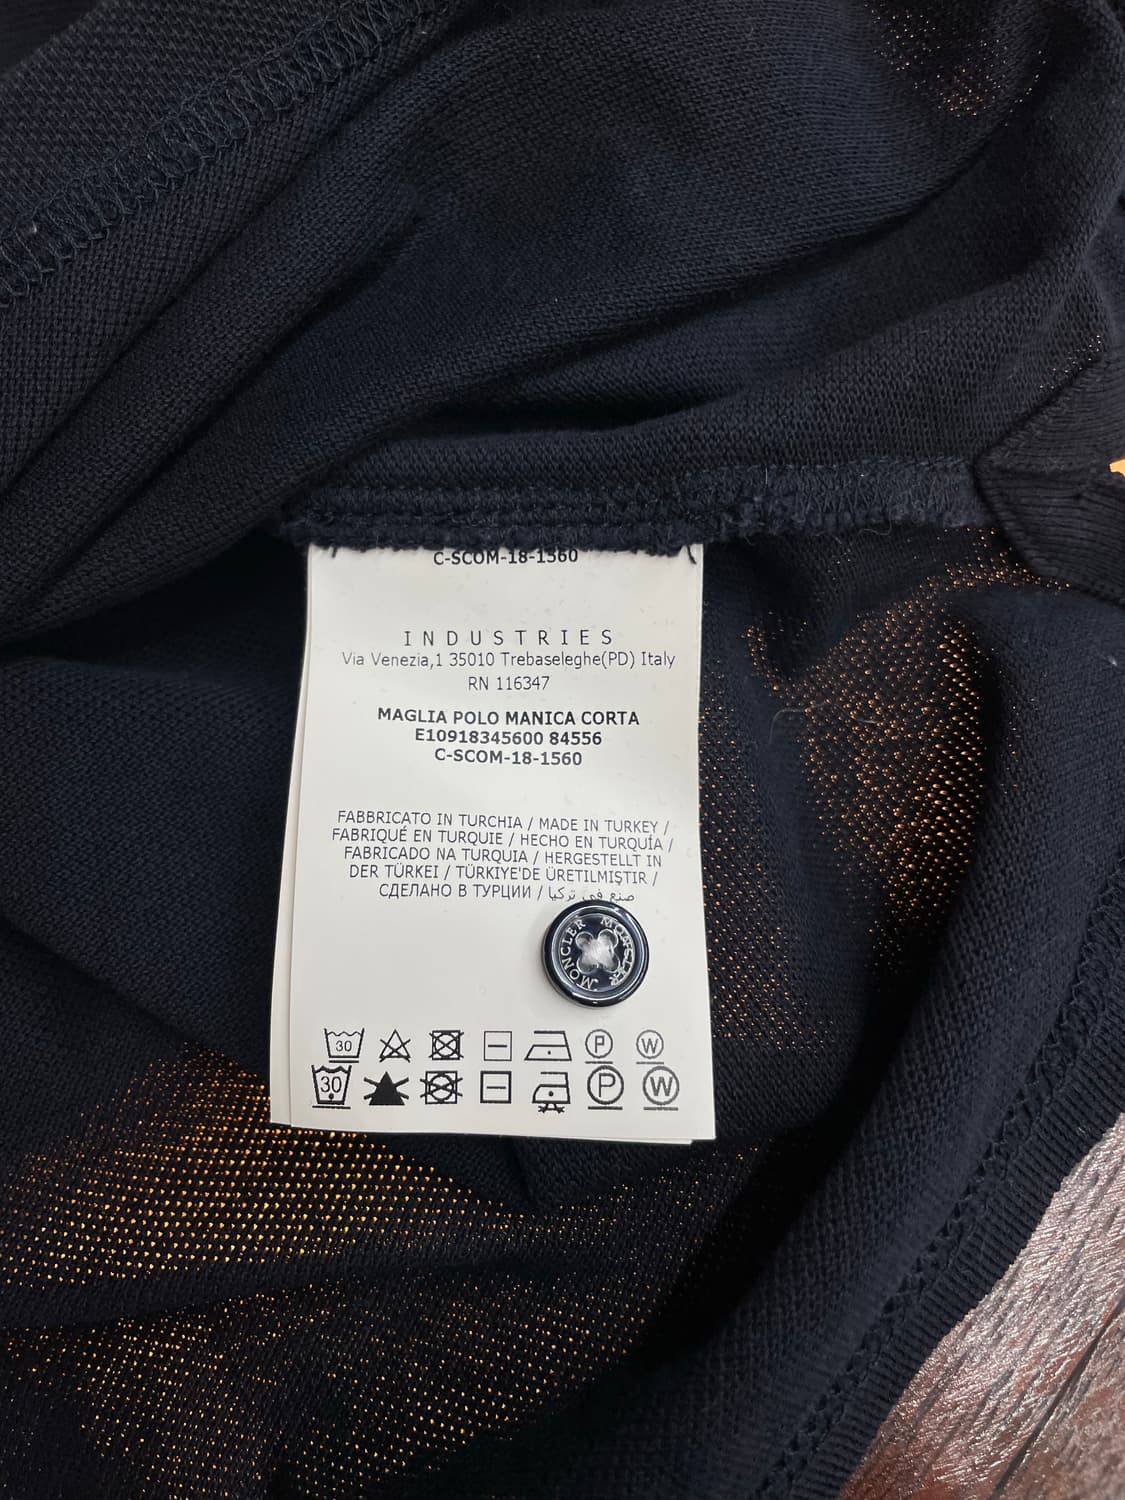 C-SCOM-18-1560
INDUSTRIES
Via Venezia,1 35010 Trebaseleghe(PD) Italy
RN 116347
MAGLIA POLO MANICA CORTA
E10918345600 84556
C-SCOM-18-1560
FABBRICATO IN TURCHIA / MADE IN TURKEY /
FABRIQUÉ EN TURQUIE / HECHO EN TURQUÍA /
FABRICADO NA TURQUIA / HERGESTELLT IN
DER TÜRKEI / TÜRKIYE'DE ÜRETILMIŞTIR /
СДЕЛАНО В ТУРЦИИ / صنع في تركيا
MONCLER MONCLER
30 P W
30 P W